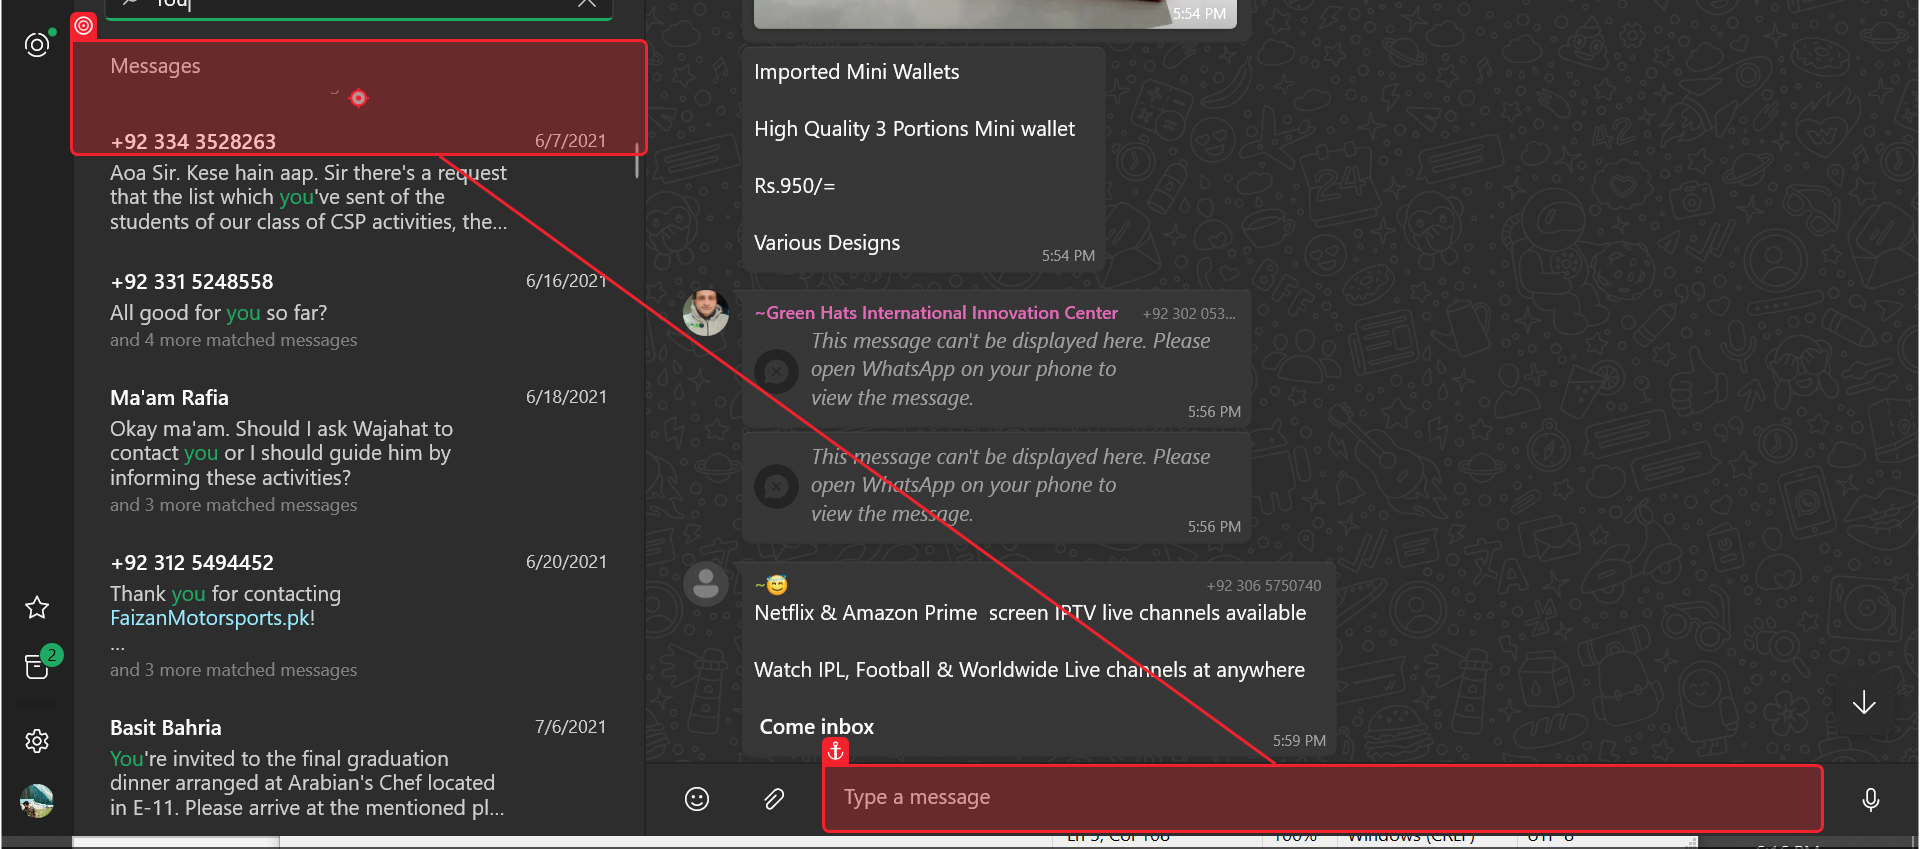 You
Messages
+92 334 3528263 6/7/2021
Aoa Sir. Kese hain aap. Sir there's a request
that the list which you've sent of the
students of our class of CSP activities, the...
+92 331 5248558 6/16/2021
All good for you so far?
and 4 more matched messages
Ma'am Rafia 6/18/2021
Okay ma'am. Should I ask Wajahat to
contact you or I should guide him by
informing these activities?
and 3 more matched messages
+92 312 5494452 6/20/2021
Thank you for contacting
FaizanMotorsports.pk!
...
and 3 more matched messages
Basit Bahria 7/6/2021
You're invited to the final graduation
dinner arranged at Arabian's Chef located
in E-11. Please arrive at the mentioned pl...
2
5:54 PM
Imported Mini Wallets
High Quality 3 Portions Mini wallet
Rs.950/=
Various Designs
5:54 PM
~Green Hats International Innovation Center +92 302 053...
This message can't be displayed here. Please
open WhatsApp on your phone to
view the message.
5:56 PM
This message can't be displayed here. Please
open WhatsApp on your phone to
view the message.
5:56 PM
~😇 +92 306 5750740
Netflix & Amazon Prime  screen IPTV live channels available
Watch IPL, Football & Worldwide Live channels at anywhere
Come inbox
5:59 PM
Type a message
Ln 5, Col 108 100% Windows (CRLF) UTF-8